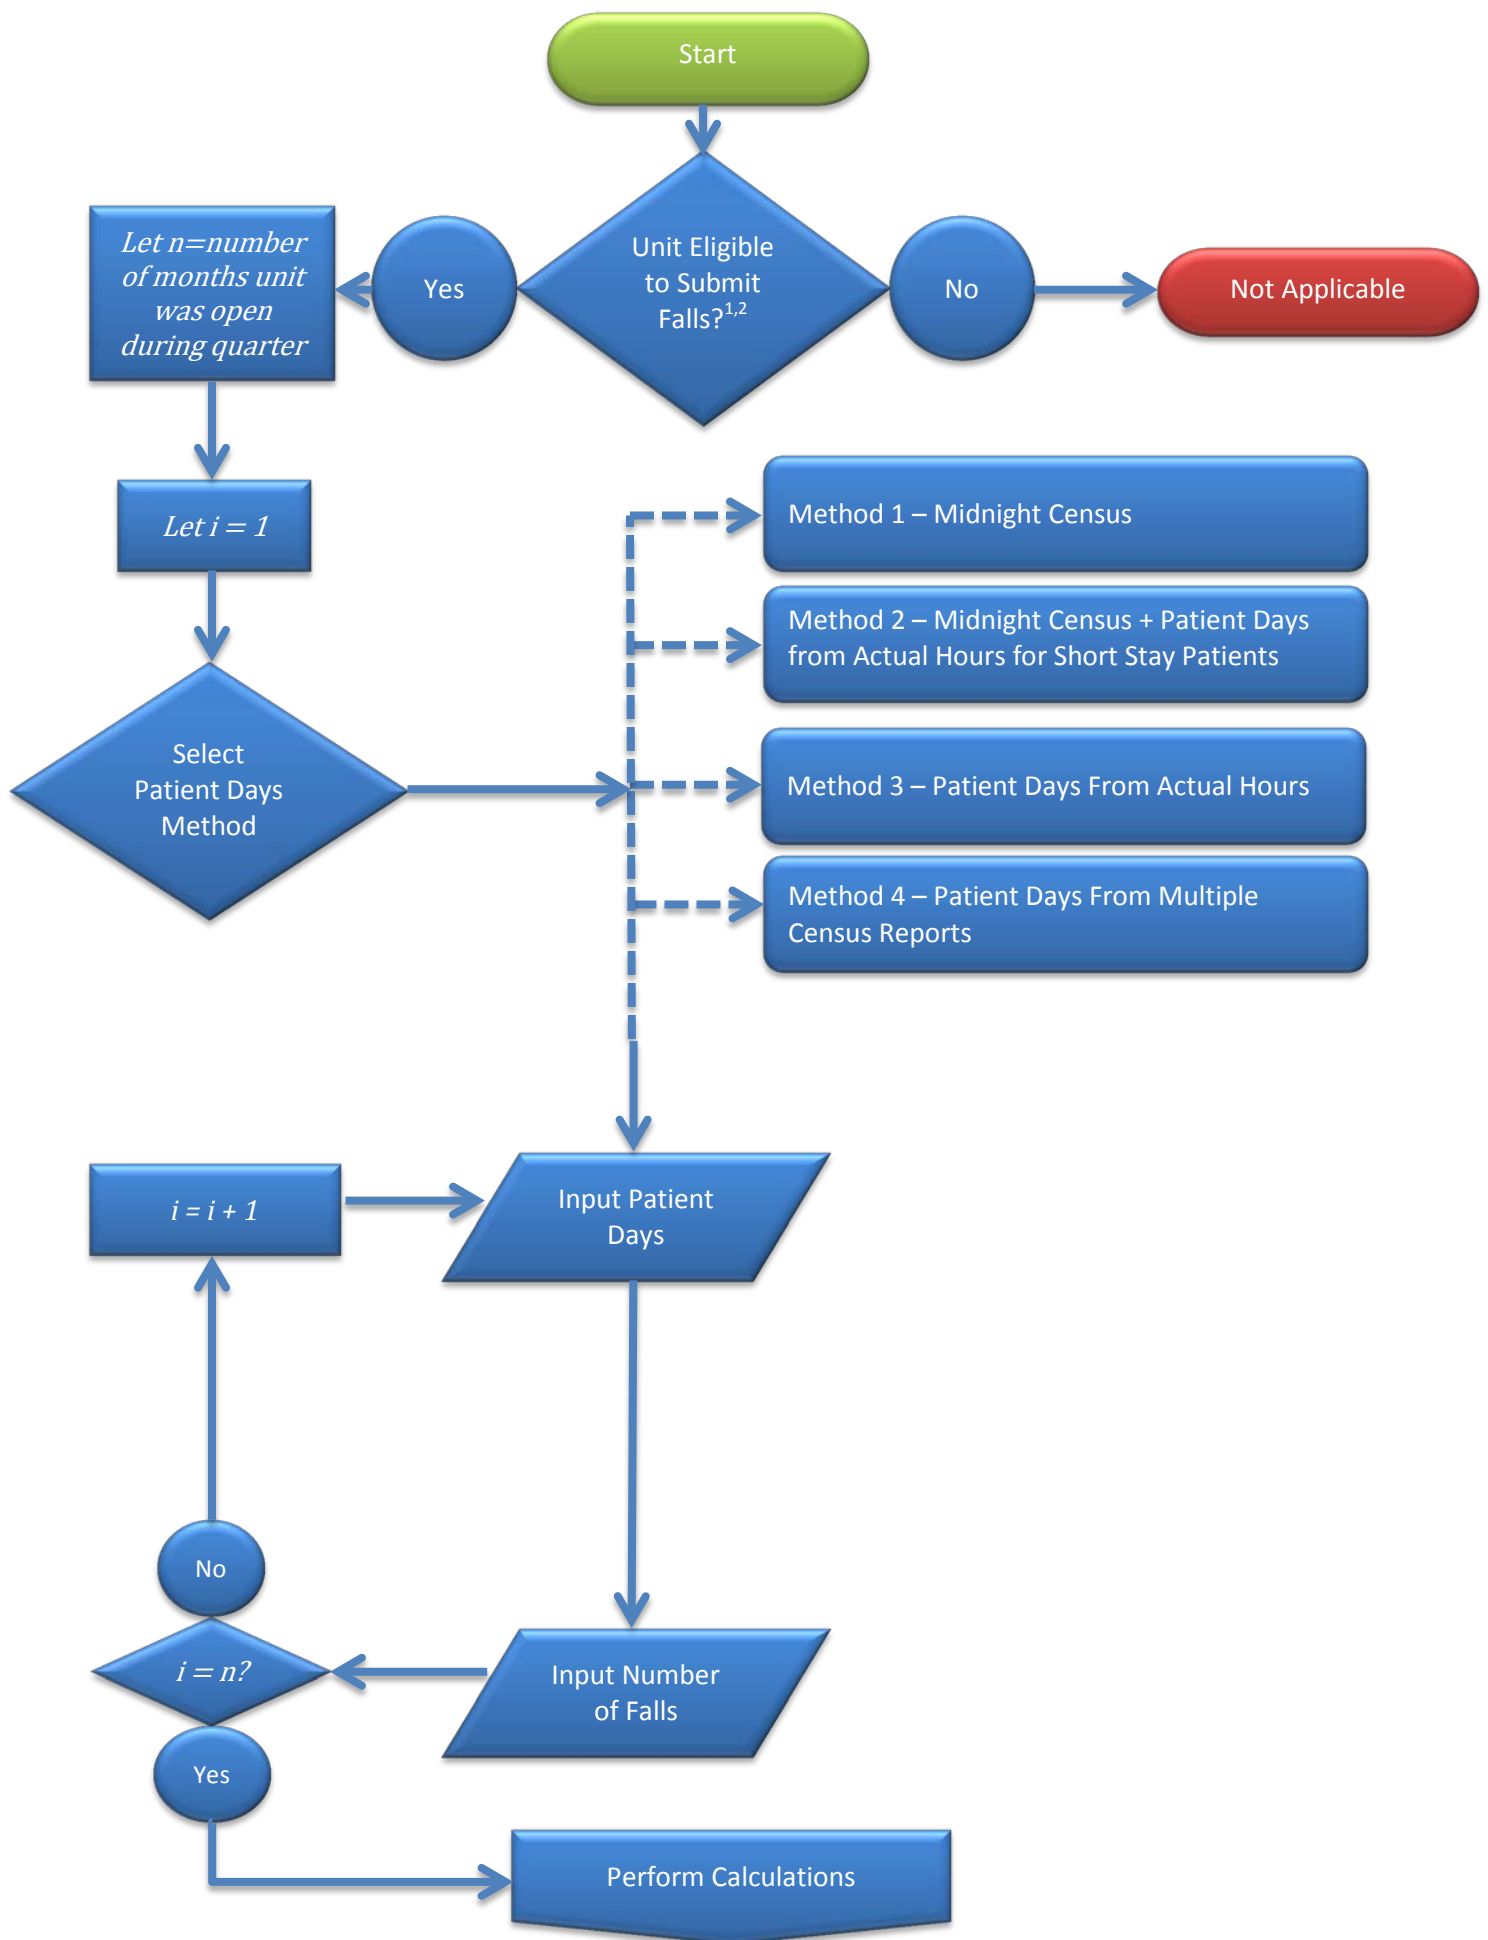 Start
Unit Eligible
to Submit
Falls?1,2
Yes
No
Not Applicable
Let n=number
of months unit
was open
during quarter
Let i = 1
Select
Patient Days
Method
Method 1 – Midnight Census
Method 2 – Midnight Census + Patient Days
from Actual Hours for Short Stay Patients
Method 3 – Patient Days From Actual Hours
Method 4 – Patient Days From Multiple
Census Reports
i = i + 1
Input Patient
Days
No
i = n?
Input Number
of Falls
Yes
Perform Calculations